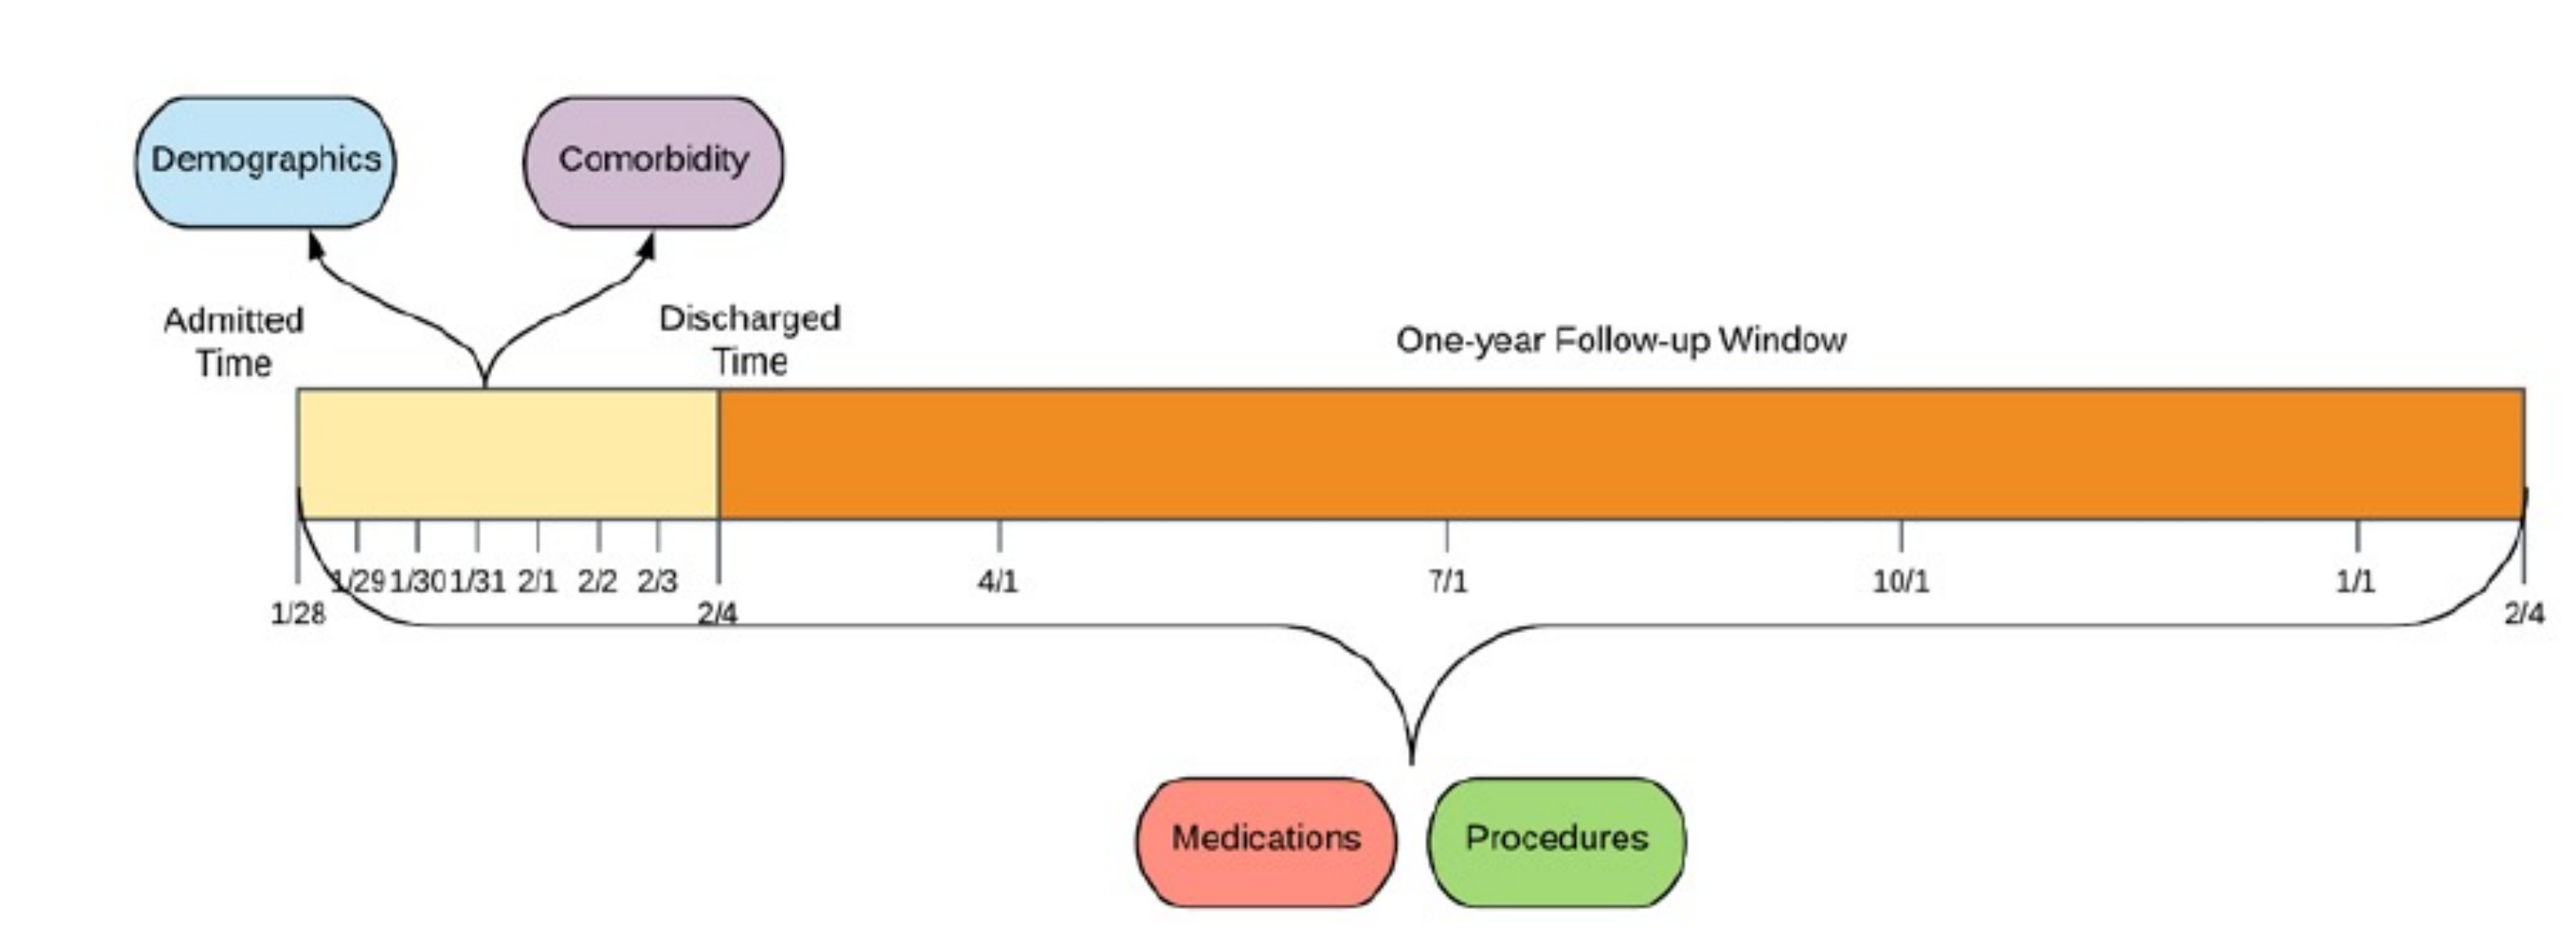 Demographics
Comorbidity
Admitted
Time
Discharged
Time
One-year Follow-up Window
1/28
1/29
1/30
1/31
2/1
2/2
2/3
2/4
4/1
7/1
10/1
1/1
2/4
Medications
Procedures